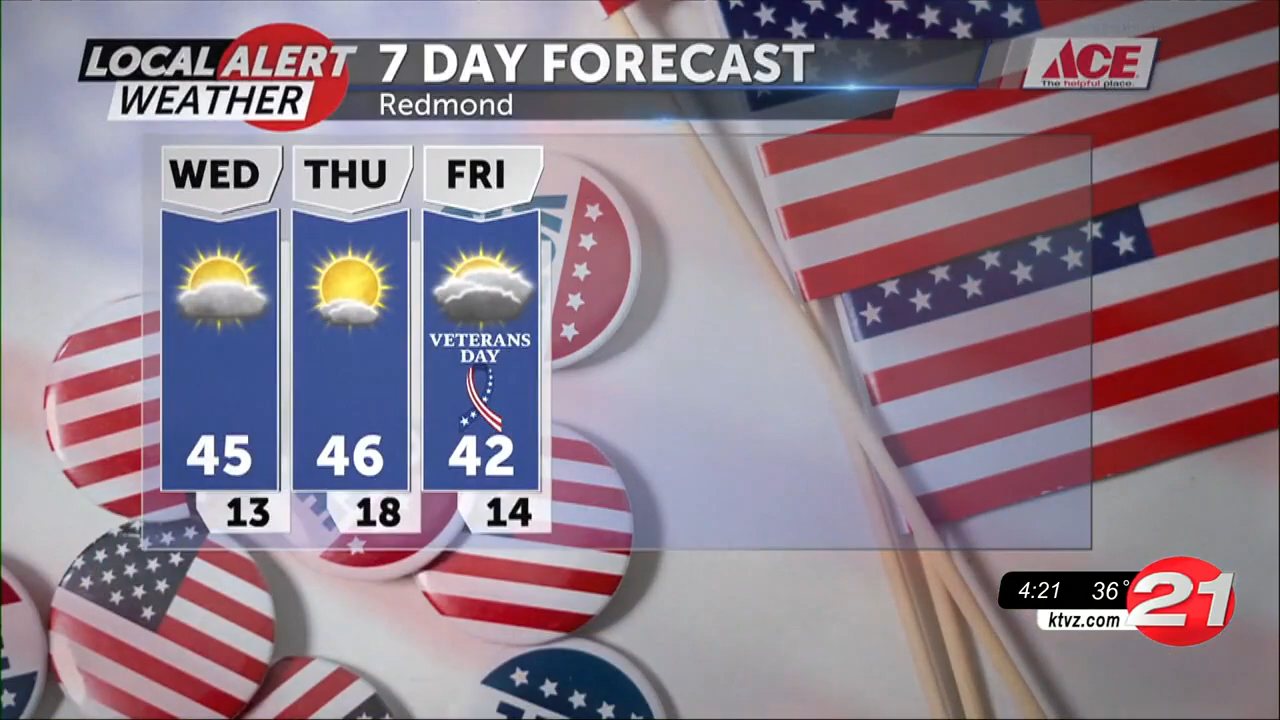 LOCAL ALERT
WEATHER
7 DAY FORECAST
Redmond
ACE
The helpful place.
WED THU FRI
VETERANS
DAY
45 46 42
13 18 14
4:21 36°
ktvz.com
21